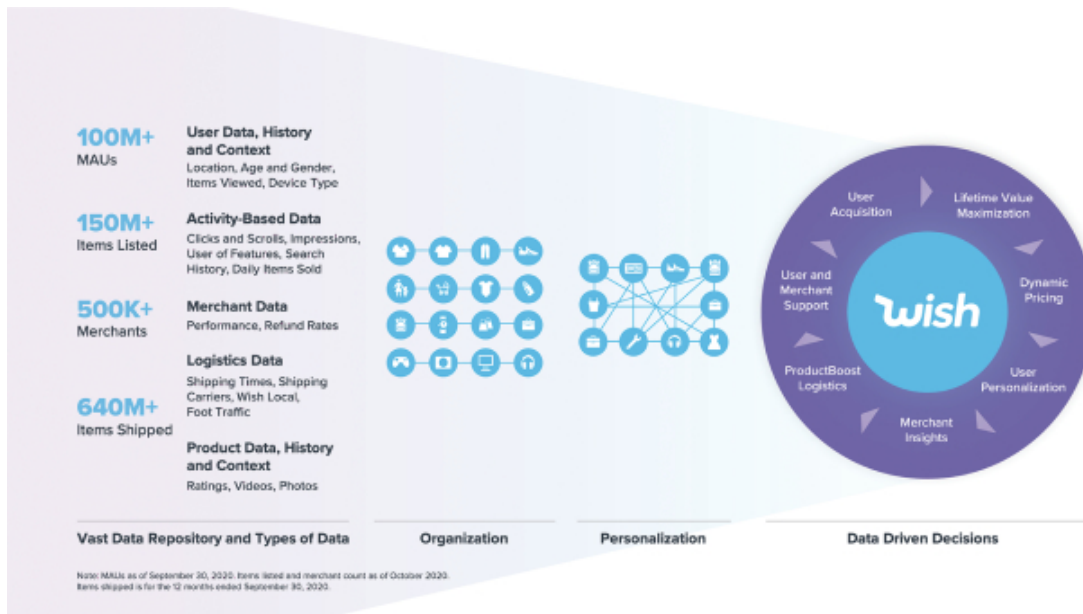 100M+
MAUs
User Data, History
and Context
Location, Age and Gender,
Items Viewed, Device Type
150M+
Items Listed
Activity-Based Data
Clicks and Scrolls, Impressions,
User of Features, Search
History, Daily Items Sold
500K+
Merchants
Merchant Data
Performance, Refund Rates
640M+
Items Shipped
Logistics Data
Shipping Times, Shipping
Carriers, Wish Local,
Foot Traffic
Product Data, History
and Context
Ratings, Videos, Photos
User
Acquisition
Lifetime Value
Maximization
Dynamic
Pricing
User
Personalization
Merchant
Insights
ProductBoost
Logistics
User and
Merchant
Support
wish
Vast Data Repository and Types of Data
Organization
Personalization
Data Driven Decisions
Note: MAUs as of September 30, 2020. Items listed and merchant count as of October 2020.
Items shipped is for the 12 months ended September 30, 2020.